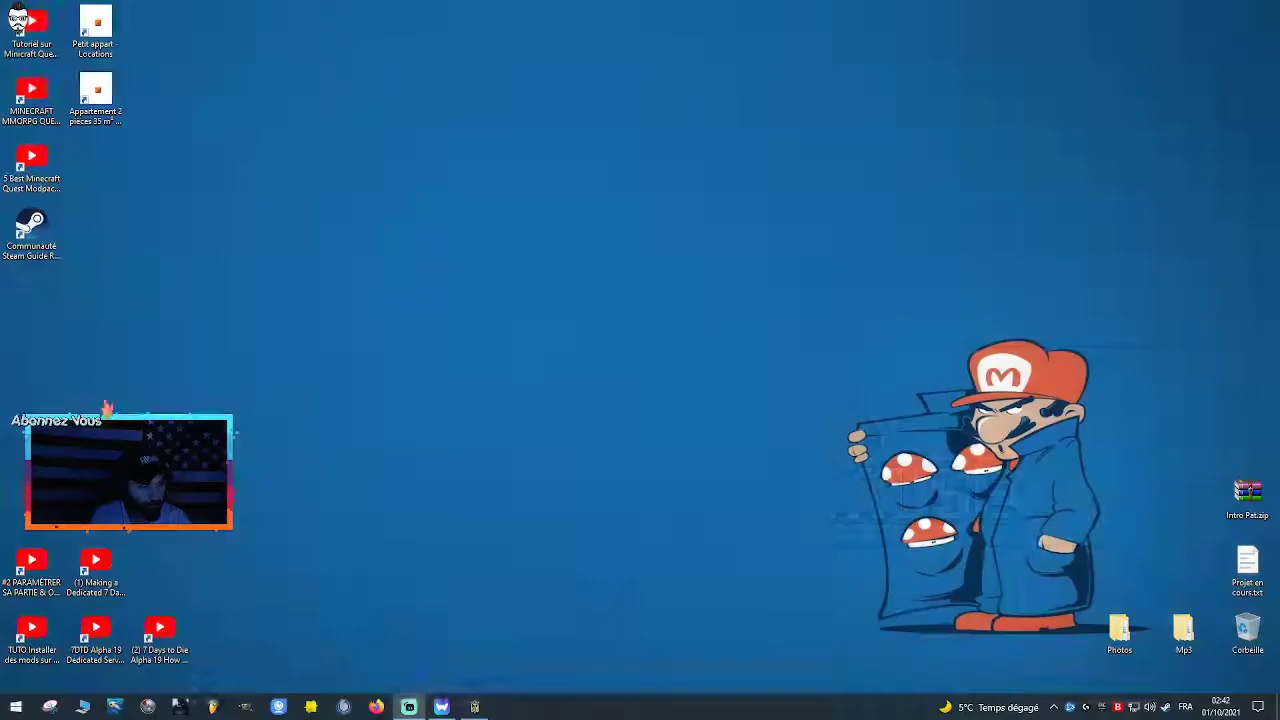 Tutoriel sur
Minicraft Que...
Petit appart -
Locations
MINECRAFT
MMORPG QUE...
Appartement 2
pièces 35 m² ...
5 Best Minecraft
Quest Modpac...
Communauté
Steam Guide R...
M
Abonnez Vous
Intro Pat.zip
#2 PARAMÉTRER
SA PARTIE & O...
(1) Making a
Dedicated 7 Da...
Projet en
cours.txt
TUTO Installer
des mods sur ...
7DTD Alpha 19
Dedicated Serv...
(2) 7 Days to Die
Alpha 19 How ...
Photos
Mp3
Corbeille
5°C Temps dégagé
FRA
02:42
01/10/2021